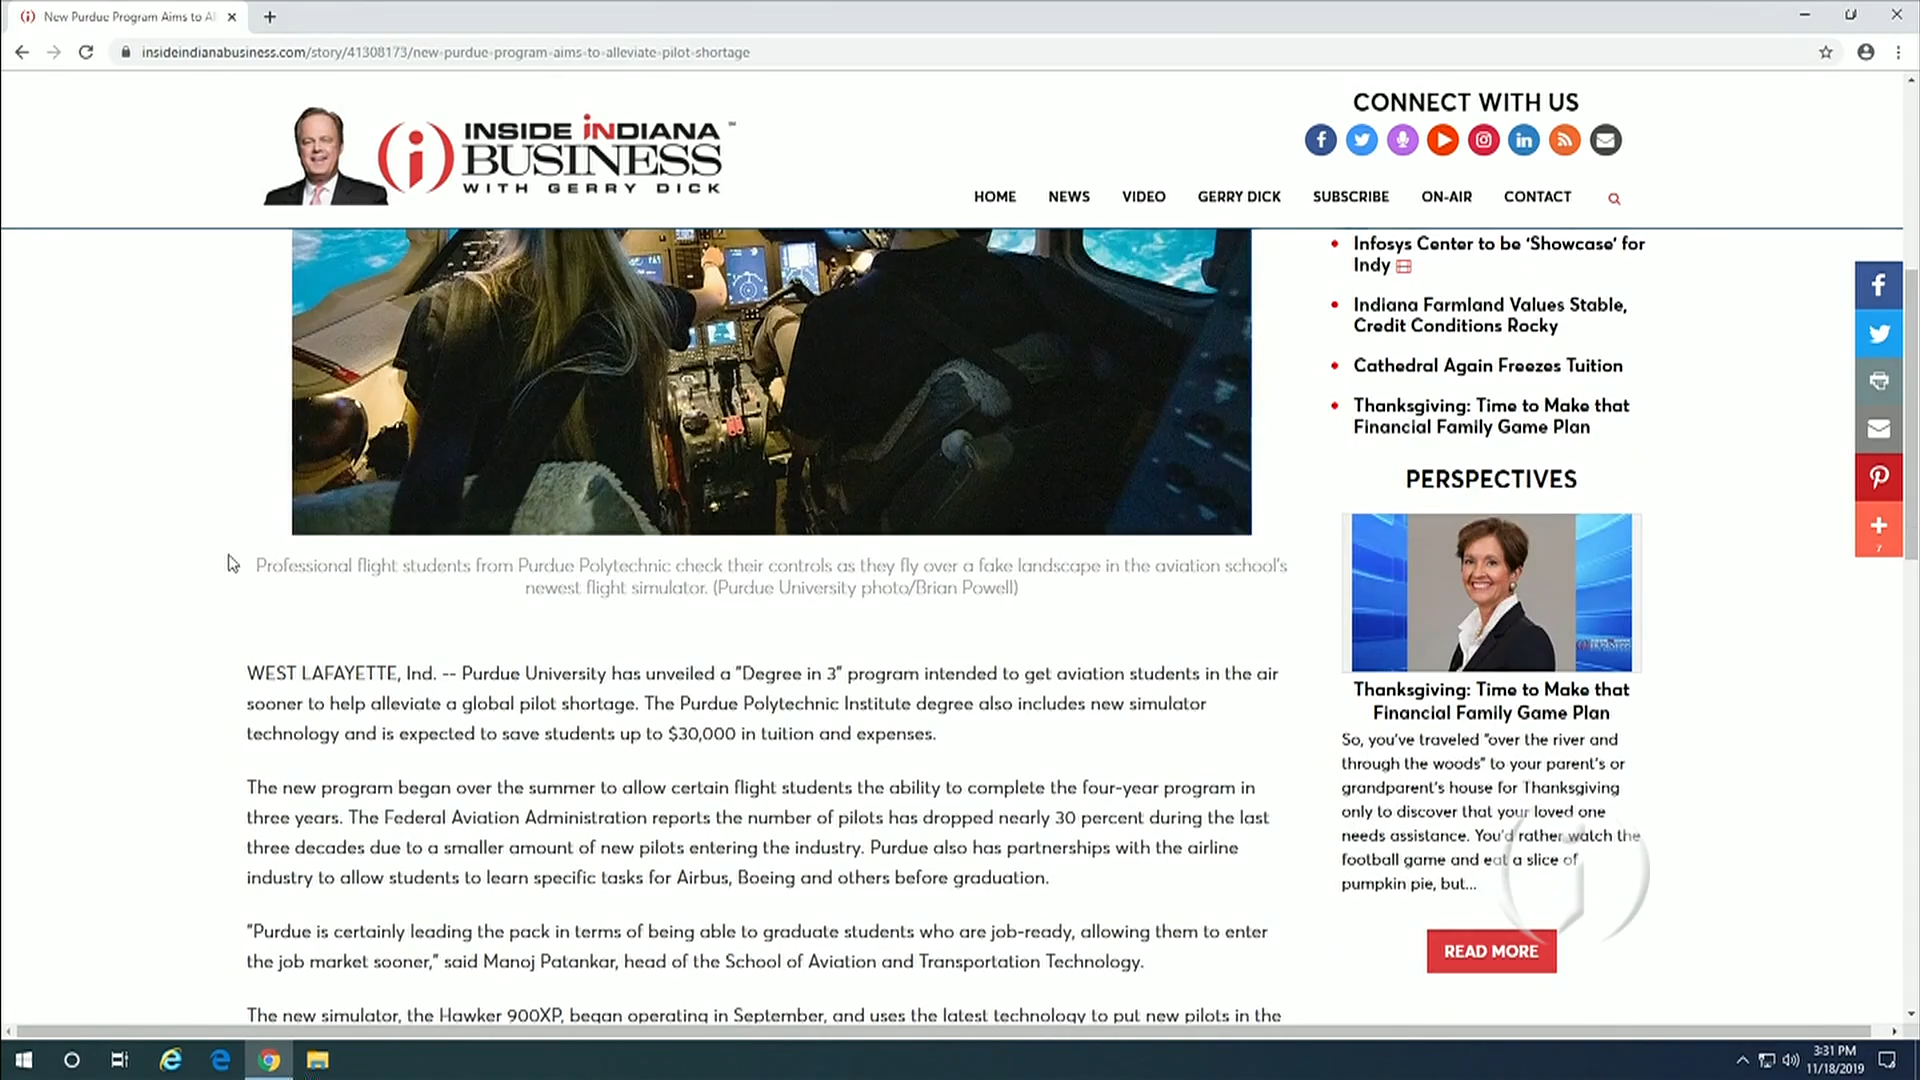 New Purdue Program Aims to Al
insideindianabusiness.com/story/41308173/new-purdue-program-aims-to-alleviate-pilot-shortage
INSIDE INDIANA
BUSINESS
WITH GERRY DICK
CONNECT WITH US
HOME NEWS VIDEO GERRY DICK SUBSCRIBE ON-AIR CONTACT
Infosys Center to be ‘Showcase’ for
Indy
Indiana Farmland Values Stable,
Credit Conditions Rocky
Cathedral Again Freezes Tuition
Thanksgiving: Time to Make that
Financial Family Game Plan
PERSPECTIVES
Thanksgiving: Time to Make that
Financial Family Game Plan
So, you've traveled "over the river and
through the woods" to your parent's or
grandparent's house for Thanksgiving
only to discover that your loved one
needs assistance. You'd rather watch the
football game and eat a slice of
pumpkin pie, but...
READ MORE
7
Professional flight students from Purdue Polytechnic check their controls as they fly over a fake landscape in the aviation school's
newest flight simulator. (Purdue University photo/Brian Powell)
WEST LAFAYETTE, Ind. -- Purdue University has unveiled a "Degree in 3" program intended to get aviation students in the air
sooner to help alleviate a global pilot shortage. The Purdue Polytechnic Institute degree also includes new simulator
technology and is expected to save students up to $30,000 in tuition and expenses.
The new program began over the summer to allow certain flight students the ability to complete the four-year program in
three years. The Federal Aviation Administration reports the number of pilots has dropped nearly 30 percent during the last
three decades due to a smaller amount of new pilots entering the industry. Purdue also has partnerships with the airline
industry to allow students to learn specific tasks for Airbus, Boeing and others before graduation.
"Purdue is certainly leading the pack in terms of being able to graduate students who are job-ready, allowing them to enter
the job market sooner," said Manoj Patankar, head of the School of Aviation and Transportation Technology.
The new simulator, the Hawker 900XP, began operating in September, and uses the latest technology to put new pilots in the
3:31 PM
11/18/2019